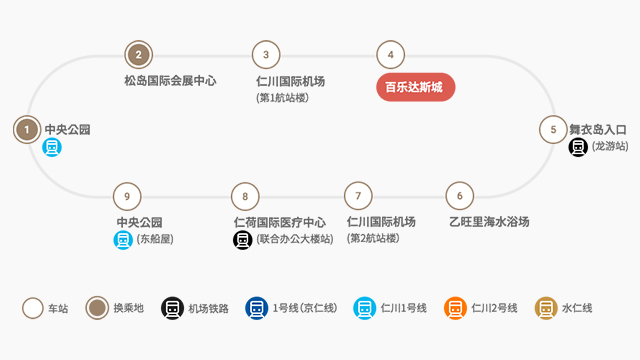 2
松岛国际会展中心
3
仁川国际机场
(第1航站楼)
4
百乐达斯城
1
中央公园
5
舞衣岛入口
(龙游站)
9
中央公园
(东船屋)
8
仁荷国际医疗中心
(联合办公大楼站)
7
仁川国际机场
(第2航站楼)
6
乙旺里海水浴场
车站
换乘地
机场铁路
1号线(京仁线)
仁川1号线
仁川2号线
水仁线